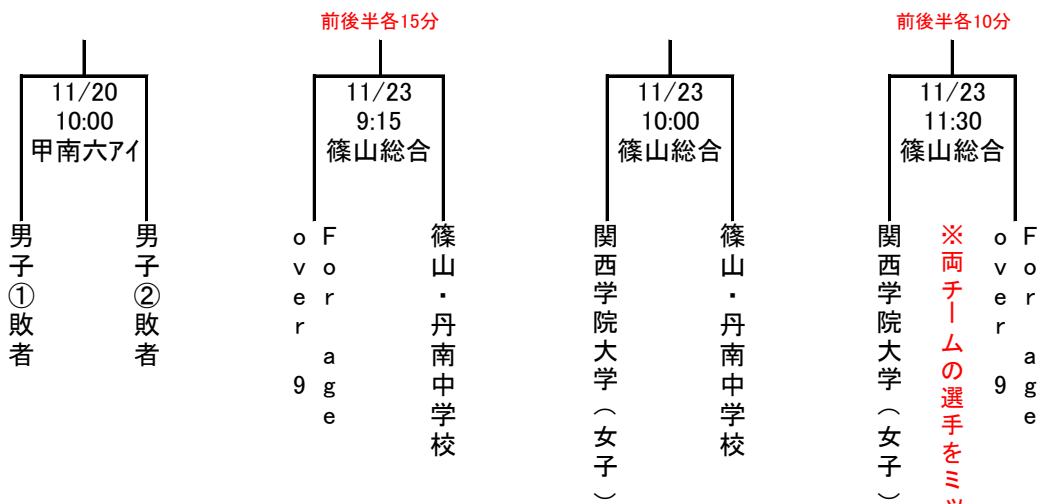 前後半各15分
前後半各10分
11/20
10:00
甲南六アイ
11/23
9:15
篠山総合
11/23
10:00
篠山総合
11/23
11:30
篠山総合
男子①敗者
男子②敗者
For age
over 9
篠山・丹南中学校
関西学院大学（女子）
篠山・丹南中学校
関西学院大学（女子）
※両チームの選手をミ
For age
over 9